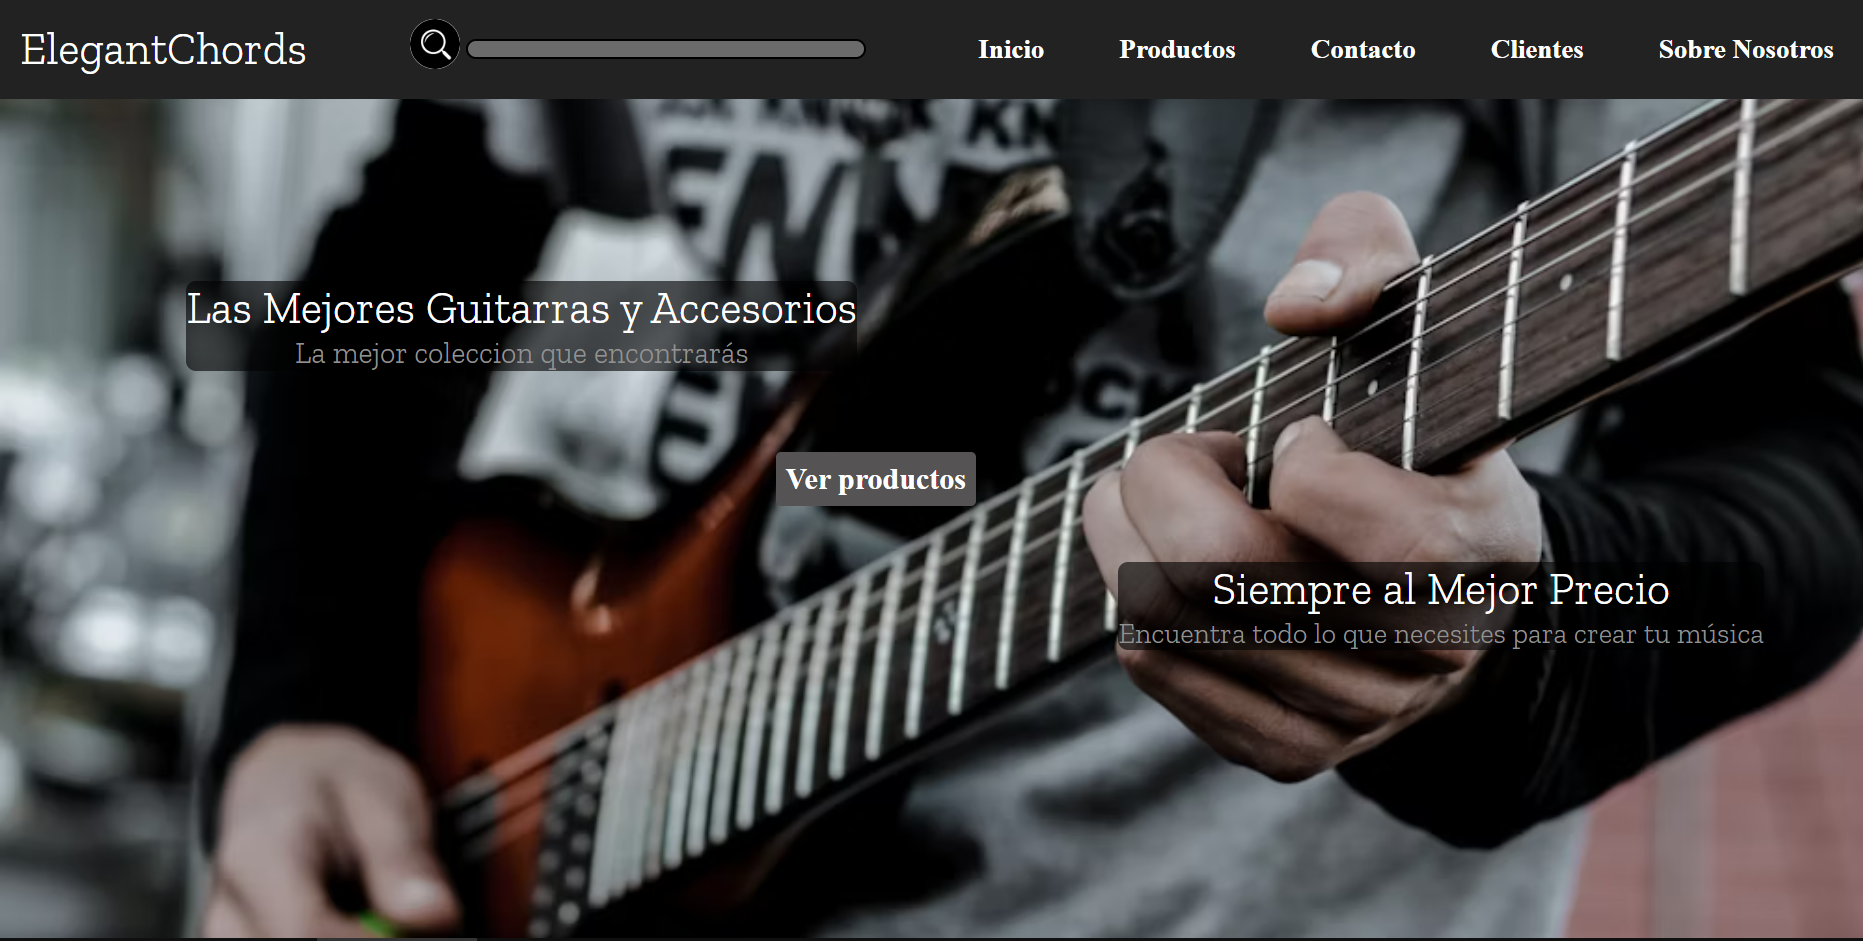 ElegantChords
Inicio Productos Contacto Clientes Sobre Nosotros
Las Mejores Guitarras y Accesorios
La mejor coleccion que encontrarás
Ver productos
Siempre al Mejor Precio
Encuentra todo lo que necesites para crear tu música